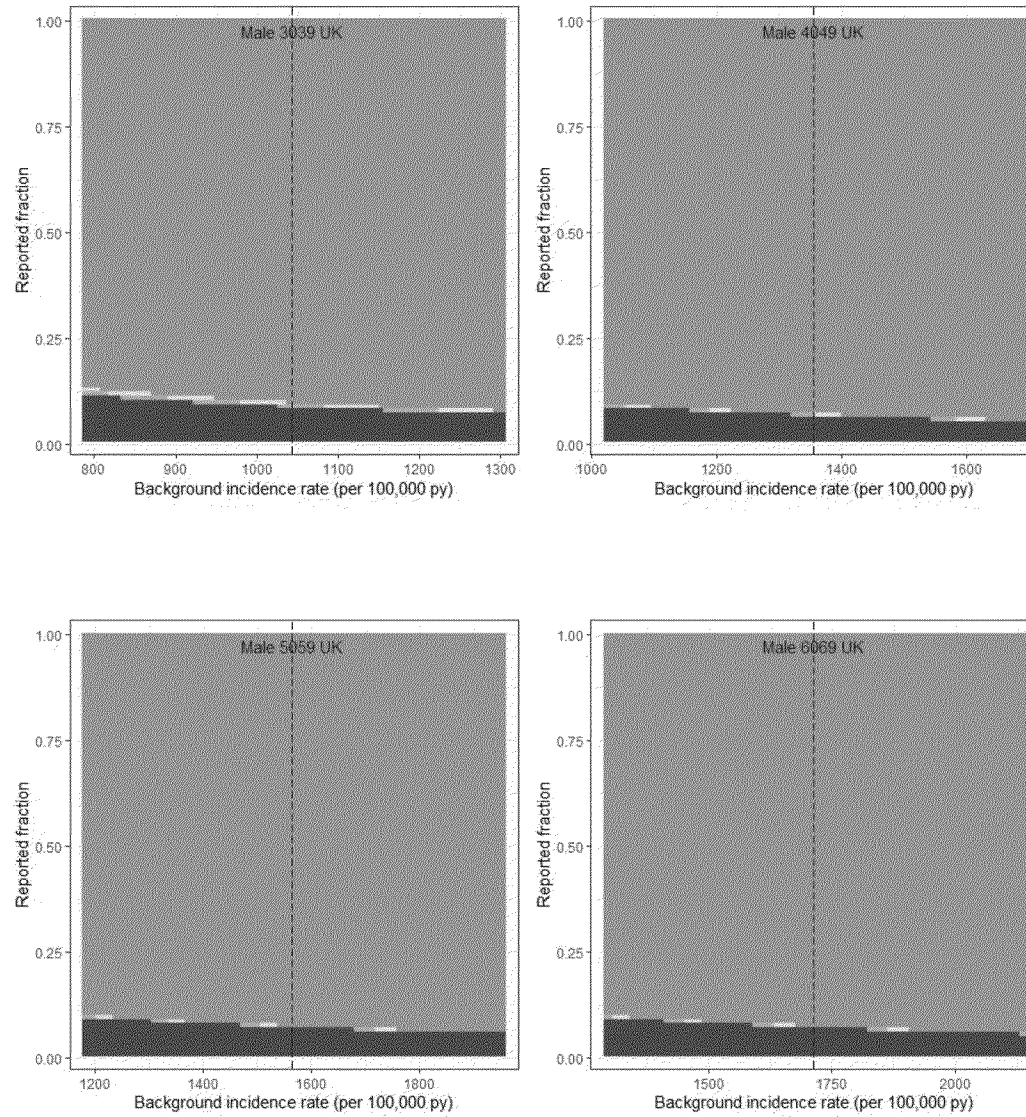 1.00
Male 3039 UK
0.75
Reported fraction
0.50
0.25
0.00
800 900 1000 1100 1200 1300
Background incidence rate (per 100,000 py)
1.00
Male 4049 UK
0.75
Reported fraction
0.50
0.25
0.00
1000 1200 1400 1600
Background incidence rate (per 100,000 py)
1.00
Male 5059 UK
0.75
Reported fraction
0.50
0.25
0.00
1200 1400 1600 1800
Background incidence rate (per 100,000 py)
1.00
Male 6069 UK
0.75
Reported fraction
0.50
0.25
0.00
1500 1750 2000
Background incidence rate (per 100,000 py)